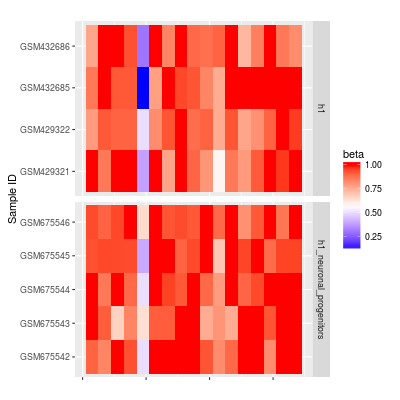 GSM432686
GSM432685
GSM429322
GSM429321
h1
GSM675546
GSM675545
GSM675544
GSM675543
GSM675542
h1_neuronal_progenitors
Sample ID
beta
1.00
0.75
0.50
0.25